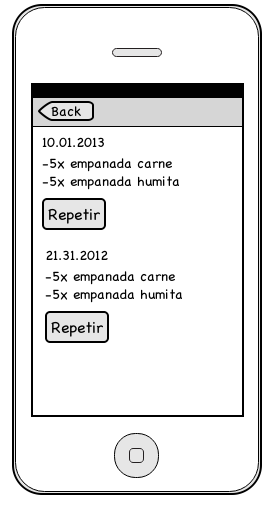 Back
10.01.2013
-5x empanada carne
-5x empanada humita
Repetir
21.31.2012
-5x empanada carne
-5x empanada humita
Repetir